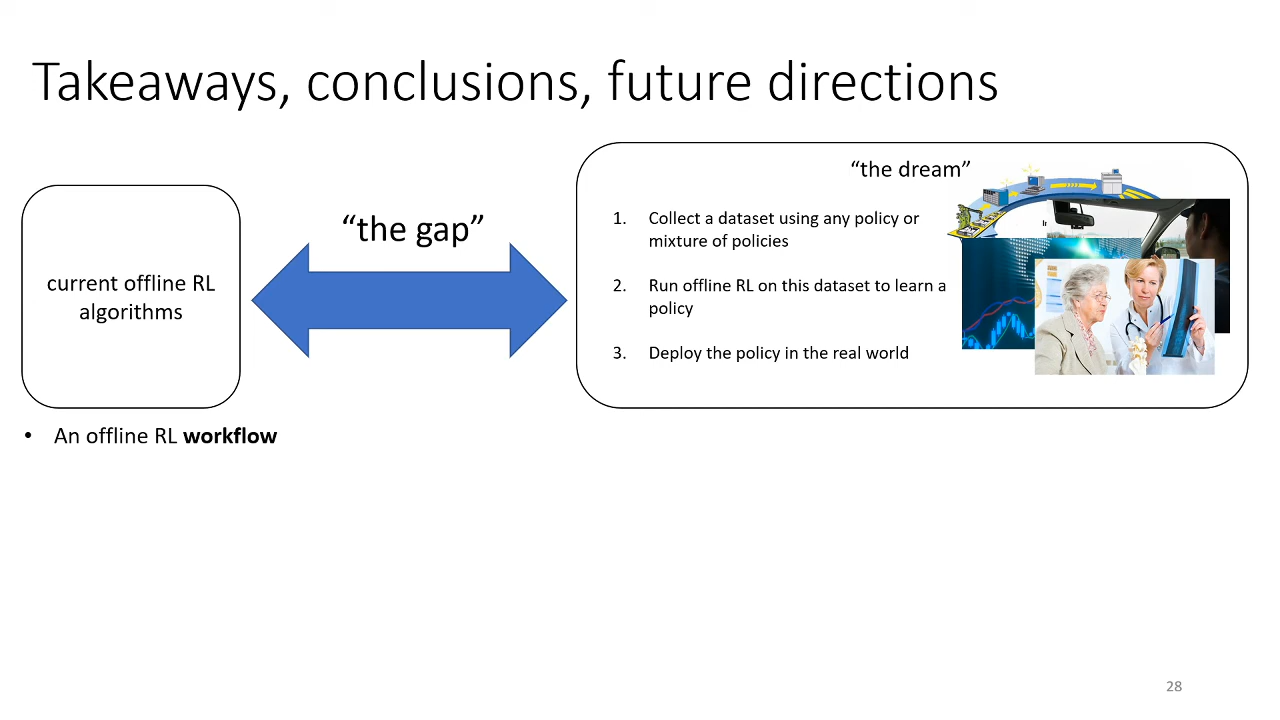 Takeaways, conclusions, future directions
"the dream"
"the gap"
current offline RL
algorithms
1. Collect a dataset using any policy or
mixture of policies
2. Run offline RL on this dataset to learn a
policy
3. Deploy the policy in the real world
• An offline RL workflow
28